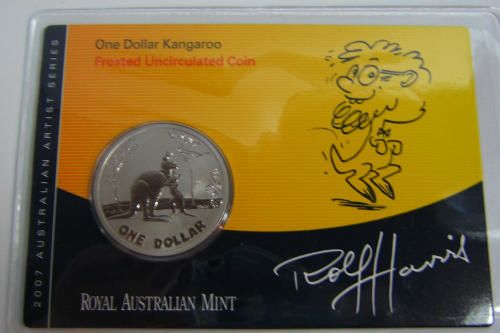 One Dollar Kangaroo
Frosted Uncirculated Coin
2007 AUSTRALIAN ARTIST SERIES
ONE DOLLAR
Rolf Harris
ROYAL AUSTRALIAN MINT